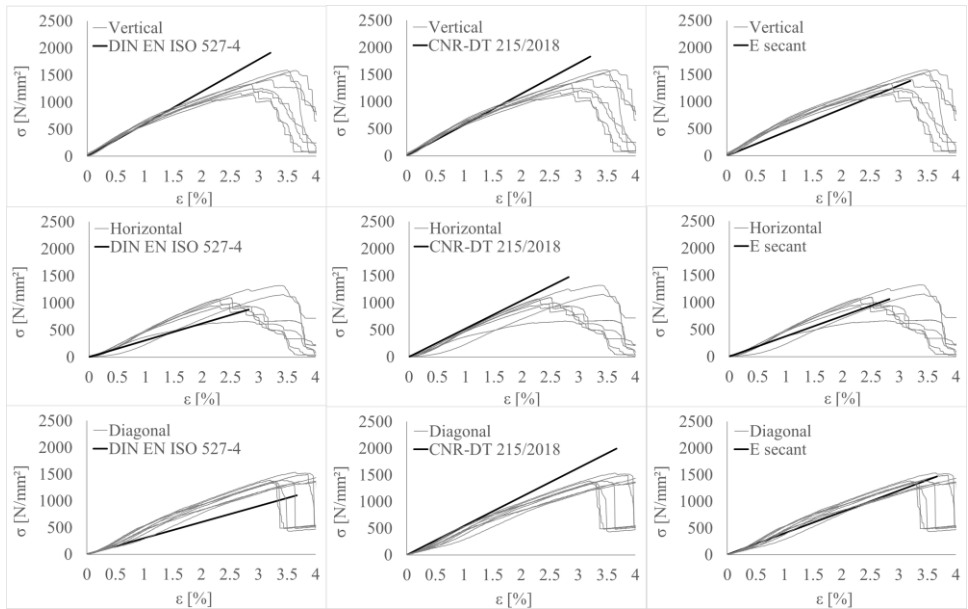 2500
Vertical
DIN EN ISO 527-4
2000
1500
1000
500
0
σ [N/mm²]
0 0.5 1 1.5 2 2.5 3 3.5 4
ε [%]
2500
Vertical
CNR-DT 215/2018
2000
1500
1000
500
0
σ [N/mm²]
0 0.5 1 1.5 2 2.5 3 3.5 4
ε [%]
2500
Vertical
E secant
2000
1500
1000
500
0
σ [N/mm²]
0 0.5 1 1.5 2 2.5 3 3.5 4
ε [%]
2500
Horizontal
DIN EN ISO 527-4
2000
1500
1000
500
0
σ [N/mm²]
0 0.5 1 1.5 2 2.5 3 3.5 4
ε [%]
2500
Horizontal
CNR-DT 215/2018
2000
1500
1000
500
0
σ [N/mm²]
0 0.5 1 1.5 2 2.5 3 3.5 4
ε [%]
2500
Horizontal
E secant
2000
1500
1000
500
0
σ [N/mm²]
0 0.5 1 1.5 2 2.5 3 3.5 4
ε [%]
2500
Diagonal
DIN EN ISO 527-4
2000
1500
1000
500
0
σ [N/mm²]
0 0.5 1 1.5 2 2.5 3 3.5 4
ε [%]
2500
Diagonal
CNR-DT 215/2018
2000
1500
1000
500
0
σ [N/mm²]
0 0.5 1 1.5 2 2.5 3 3.5 4
ε [%]
2500
Diagonal
E secant
2000
1500
1000
500
0
σ [N/mm²]
0 0.5 1 1.5 2 2.5 3 3.5 4
ε [%]